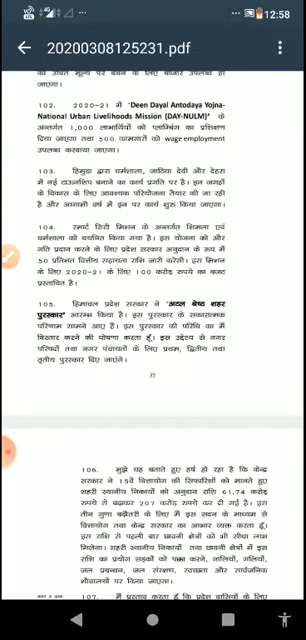 12:58
20200308125231.pdf
का उचित मूल्य पर बेचने के लिए बाजार उपलब्ध हो
जाएगा।
102. 2020-21 में "Deen Dayal Antodaya Yojna-
National Urban Livelihoods Mission (DAY-NULM)" के
अन्तर्गत 1,000 लाभार्थियों को प्लाम्बिंग का प्रशिक्षण
दिया जाएगा तथा 500 कामगारों को wage employment
उपलब्ध करवाया जाएगा।
103. हिमुडा द्वारा धर्मशाला, जाठिया देवी और देहरा
में नई टाऊनशिप बनाने का कार्य प्रगति पर है। इन जगहों
के विकास के लिए आवश्यक परियोजना तैयार की जा रही
है और आगामी वर्ष में इन पर कार्य शुरू किया जाएगा।
104. स्मार्ट सिटी मिशन के अन्तर्गत शिमला एवं
धर्मशाला को चयनित किया गया है। इस योजना को और
गति प्रदान करने के लिए प्रदेश सरकार अनुदान के रूप में
50 प्रतिशत वित्तीय सहायता राशि जारी करेगी। इस मिशन
के लिए 2020-21 के लिए 100 करोड़ रुपये का बजट
प्रस्तावित है।
105. हिमाचल प्रदेश सरकार ने "अटल श्रेष्ठ शहर
पुरस्कार" आरम्भ किया है। इस पुरस्कार के सकारात्मक
परिणाम सामने आए हैं। इस पुरस्कार की परिधि का मैं
विस्तार करने की घोषणा करता हूँ। इस उद्देश्य से नगर
परिषदों तथा नगर पंचायतों के लिए प्रथम, द्वितीय तथा
तृतीय पुरस्कार दिए जाएंगे।
35
106. मुझे यह बताते हुए हर्ष हो रहा है कि केन्द्र
सरकार ने 15वें वित्तायोग की सिफारिशों को मानते हुए
शहरी स्थानीय निकायों को अनुदान राशि 61.74 करोड़
रुपये से बढ़ाकर 207 करोड़ रुपये कर दी गई है। इस
तीन गुणा बढ़ौतरी के लिए मैं इस सदन के माध्यम से
वित्तायोग तथा केन्द्र सरकार का आभार व्यक्त करता हूँ।
इस राशि से पहली बार छावनी क्षेत्रों को भी सीधा लाभ
मिलेगा। शहरी स्थानीय निकायों तथा छावनी क्षेत्रों में इस
राशि का प्रयोग सड़कों को पक्का करने, नालियों, गलियों,
जल प्रबन्धन, जल संरक्षण, स्वच्छता और सार्वजनिक
शौचालयों पर किया जाएगा।
107. मैं प्रस्ताव करता हूँ कि प्रदेश वासियों के लिए